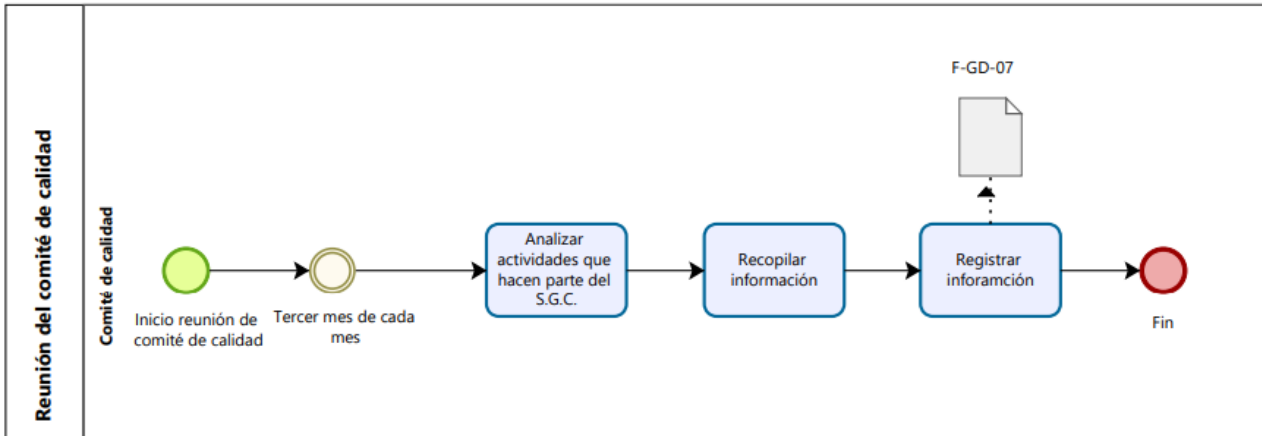 Reunión del comité de calidad
Comité de calidad
Inicio reunión de
comité de calidad
Tercer mes de cada
mes
Analizar
actividades que
hacen parte del
S.G.C.
Recopilar
información
F-GD-07
Registrar
inforamción
Fin